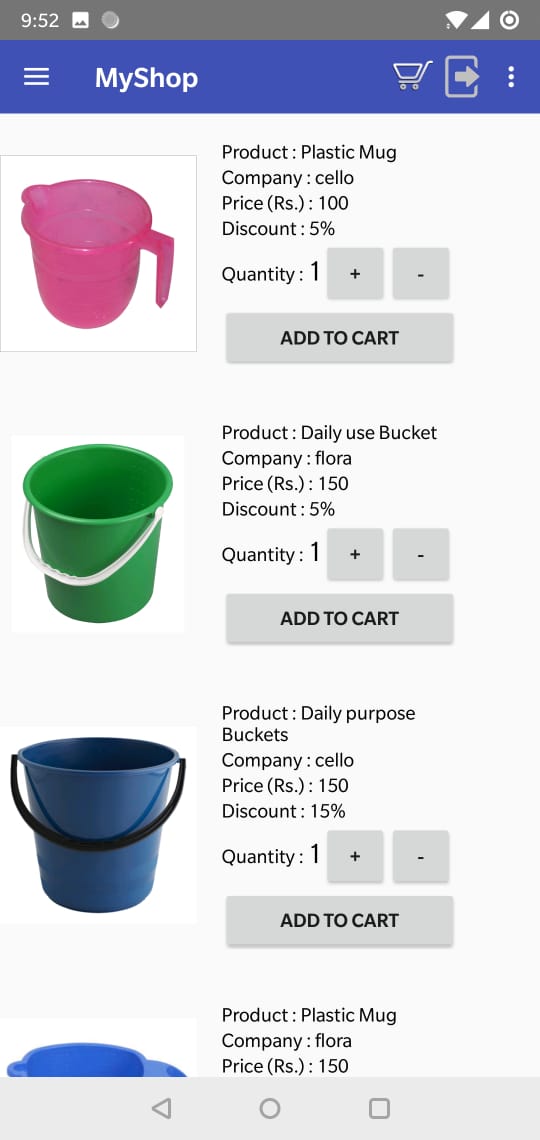 9:52
MyShop
Product : Plastic Mug
Company : cello
Price (Rs.) : 100
Discount : 5%
Quantity : 1 + -
ADD TO CART
Product : Daily use Bucket
Company : flora
Price (Rs.) : 150
Discount : 5%
Quantity : 1 + -
ADD TO CART
Product : Daily purpose
Buckets
Company : cello
Price (Rs.) : 150
Discount : 15%
Quantity : 1 + -
ADD TO CART
Product : Plastic Mug
Company : flora
Price (Rs.) : 150